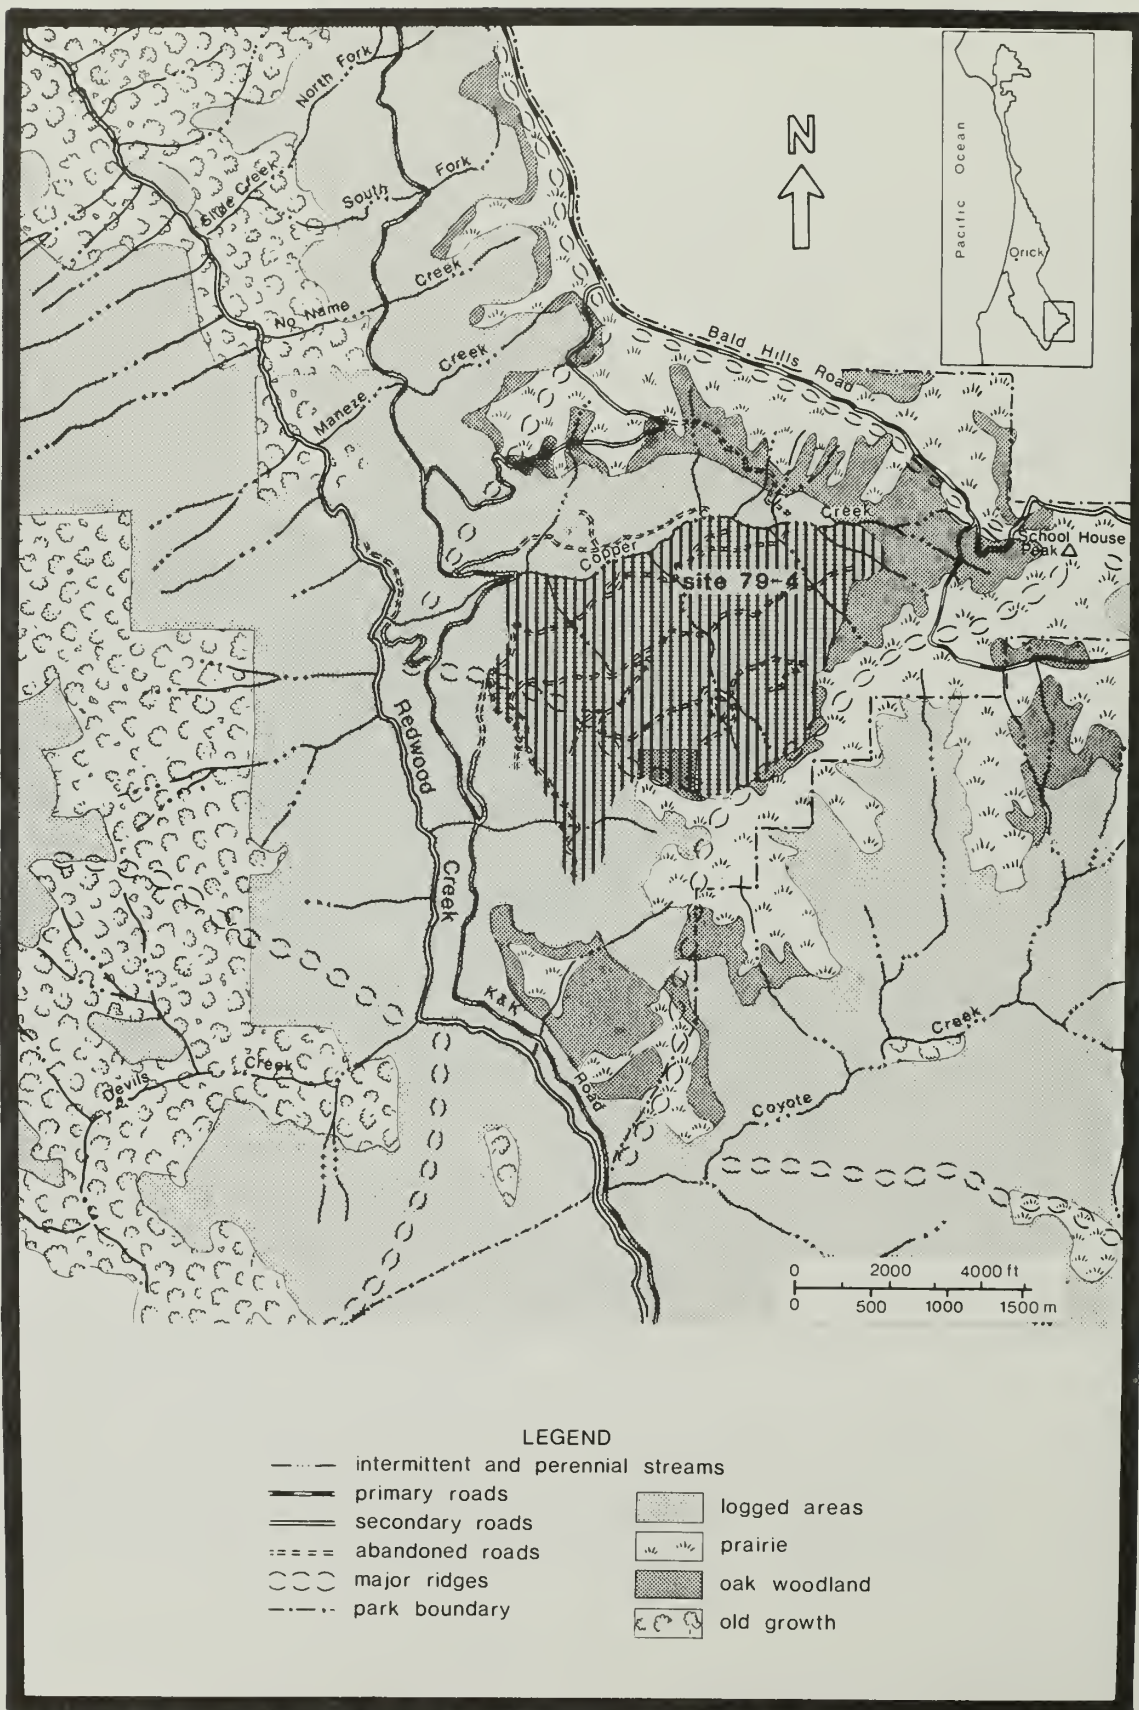 North Fork
N
Pacific Ocean
Orick
Slide Creek
South Fork
No Name Creek
Bald Hills Road
Maneze Creek
Creek
Copper
School House
Peak
site 79-4
Redwood
Creek
K & K
Road
Creek
Devils
Creek
Coyote
0 2000 4000 ft
0 500 1000 1500 m
LEGEND
intermittent and perennial streams
primary roads
secondary roads
abandoned roads
major ridges
park boundary
logged areas
prairie
oak woodland
old growth